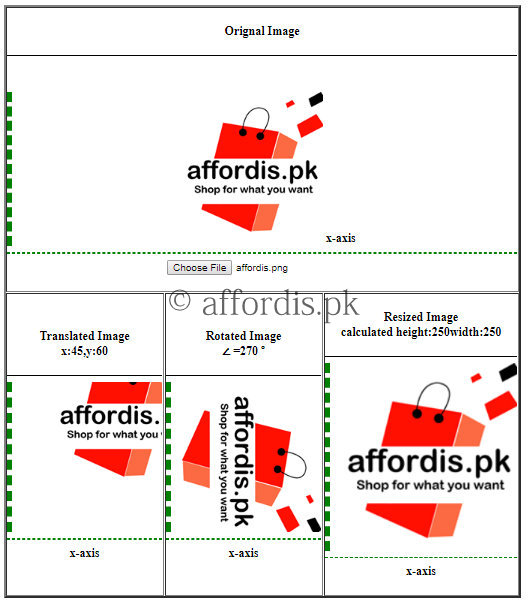 Orignal Image
affordis.pk
Shop for what you want
x-axis
Choose File affordis.png
© affordis.pk
Translated Image
x:45,y:60
affordis
Shop for what you w
x-axis
Rotated Image
∠ =270 °
affordis.pk
Shop for what you want
x-axis
Resized Image
calculated height:250width:250
affordis.pk
Shop for what you want
x-axis